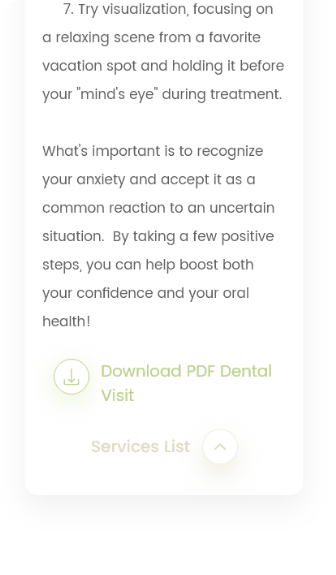 7. Try visualization, focusing on
a relaxing scene from a favorite
vacation spot and holding it before
your "mind's eye" during treatment.
What's important is to recognize
your anxiety and accept it as a
common reaction to an uncertain
situation.  By taking a few positive
steps, you can help boost both
your confidence and your oral
health!
Download PDF Dental
Visit
Services List